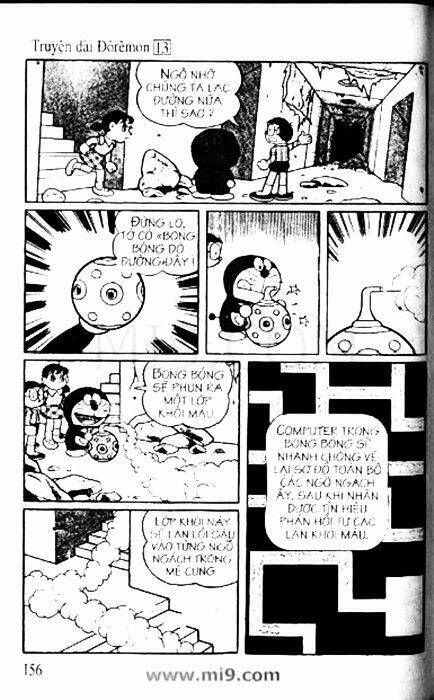 Truyện dài Đôrêmon 13
NGỘ NHỠ
CHÚNG TA LẠC
ĐƯỜNG NỮA
THÌ SAO?
ĐỪNG LO,
TỚ CÓ «BONG
BÓNG DÒ
ĐƯỜNG» ĐÂY!
BONG BÓNG
SẼ PHUN RA
MỘT LỚP
KHÓI MÀU.
COMPUTER TRONG
BONG BÓNG SẼ
NHANH CHÓNG VẼ
LẠI SƠ ĐỒ TOÀN BỘ
CÁC NGÕ NGÁCH
ẤY, SAU KHI NHẬN
ĐƯỢC TÍN HIỆU
PHẢN HỒI TỪ CÁC
LÀN KHÓI MÀU.
LỚP KHÓI NÀY
SẼ LAN LỎI SÂU
VÀO TỪNG NGÕ
NGÁCH TRONG
MÊ CUNG.
156
www.mi9.com